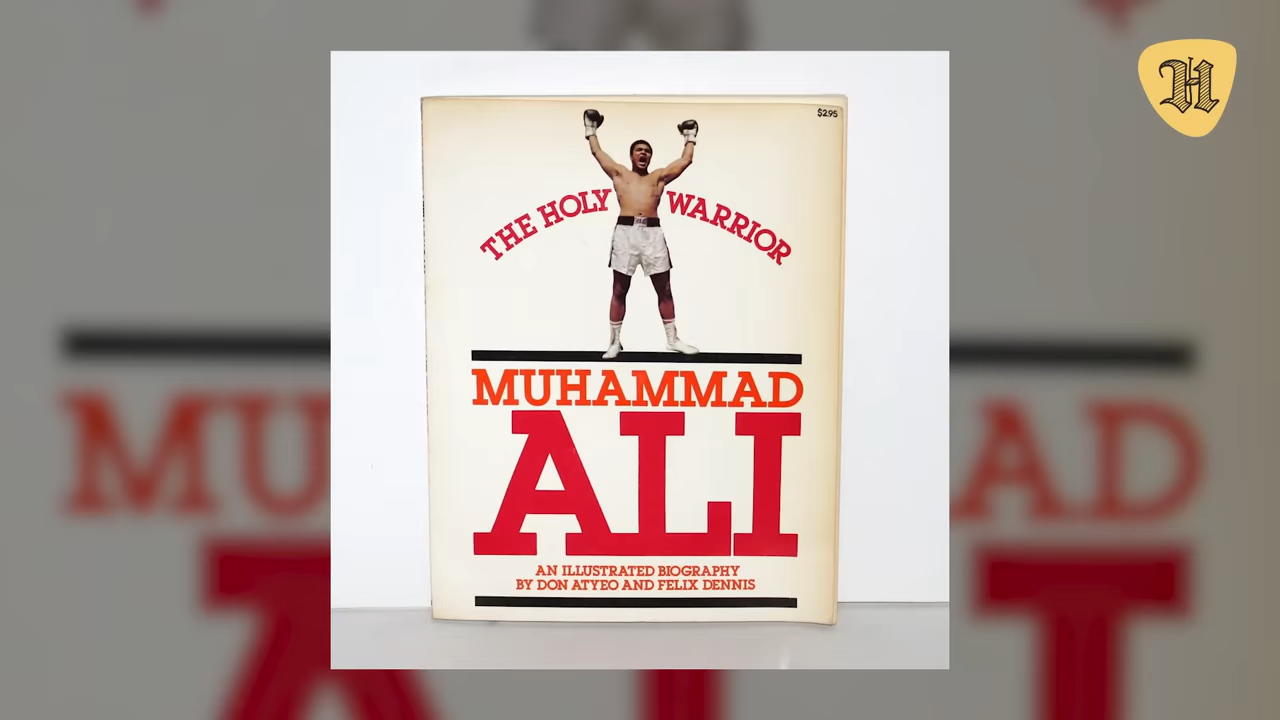 $2.95
THE HOLY WARRIOR
MUHAMMAD
ALI
AN ILLUSTRATED BIOGRAPHY
BY DON ATYEO AND FELIX DENNIS
H